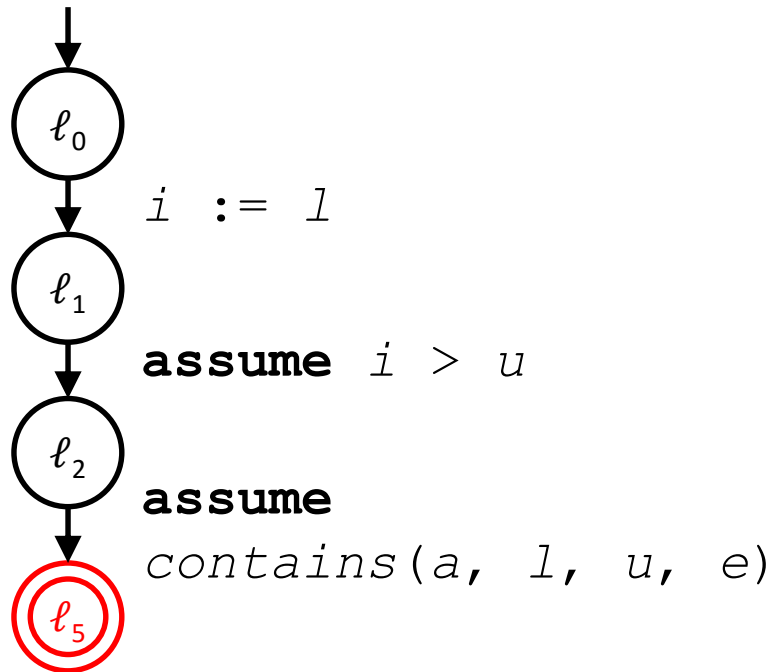 ℓ₀
i := l
ℓ₁
assume i > u
ℓ₂
assume
contains(a, l, u, e)
ℓ₅